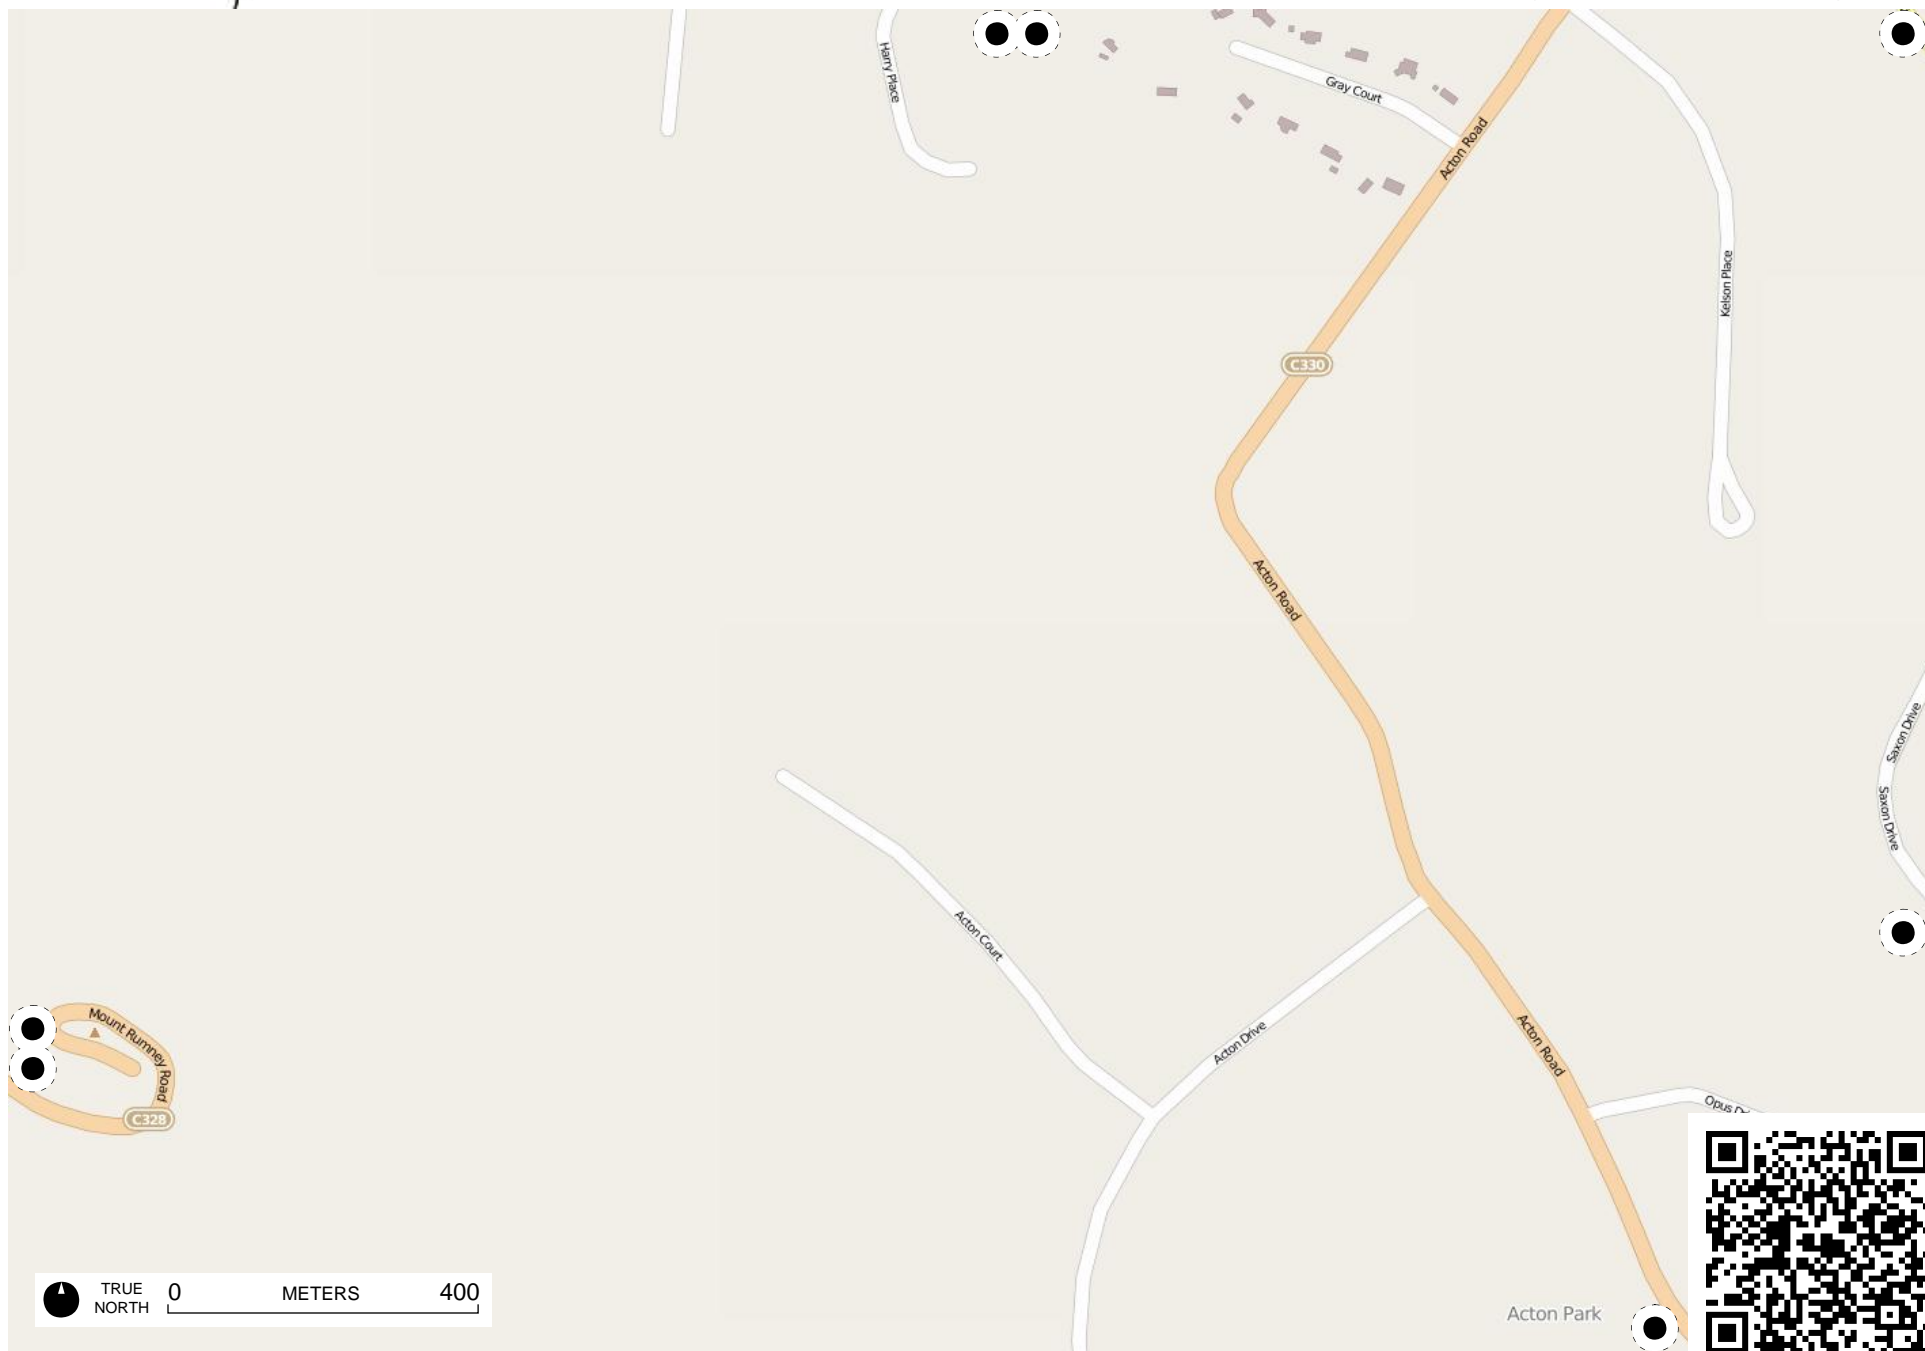 Harry Place
Gray Court
Acton Road
Kelson Place
C330
Acton Road
Saxon Drive
Saxon Drive
Acton Court
Mount Rumney Road
Acton Drive
Acton Road
C328
Opus
TRUE
NORTH
0 METERS 400
Acton Park